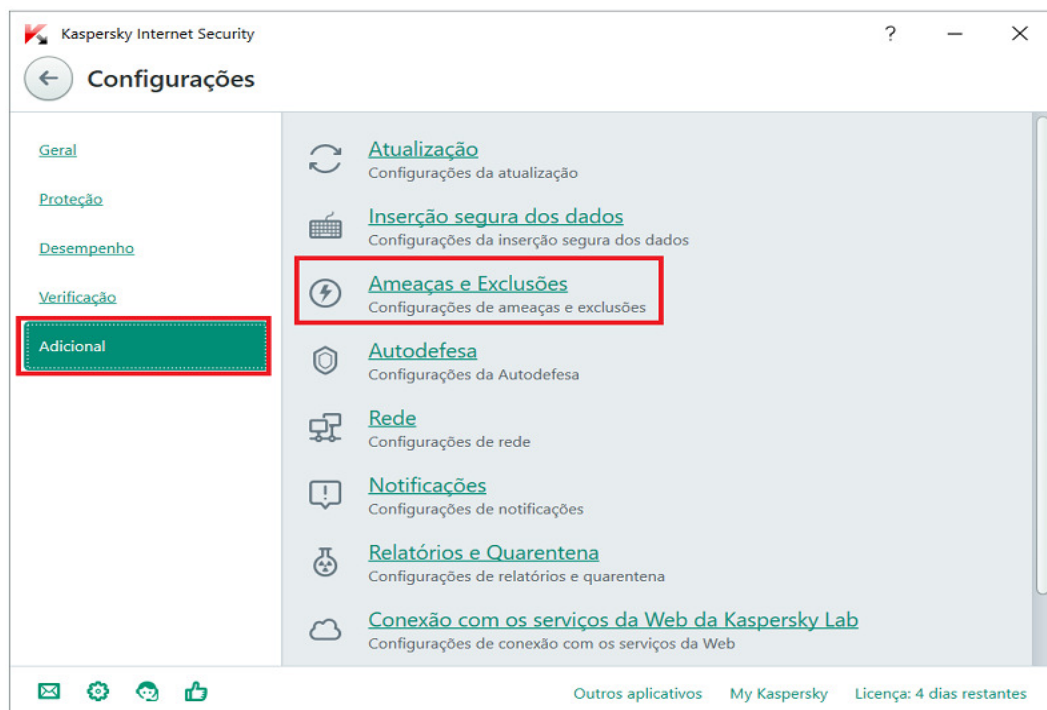 Kaspersky Internet Security
?
Configurações
Geral
Proteção
Desempenho
Verificação
Adicional
Atualização
Configurações da atualização
Inserção segura dos dados
Configurações da inserção segura dos dados
Ameaças e Exclusões
Configurações de ameaças e exclusões
Autodefesa
Configurações da Autodefesa
Rede
Configurações de rede
Notificações
Configurações de notificações
Relatórios e Quarentena
Configurações de relatórios e quarentena
Conexão com os serviços da Web da Kaspersky Lab
Configurações de conexão com os serviços da Web
Outros aplicativos My Kaspersky Licença: 4 dias restantes